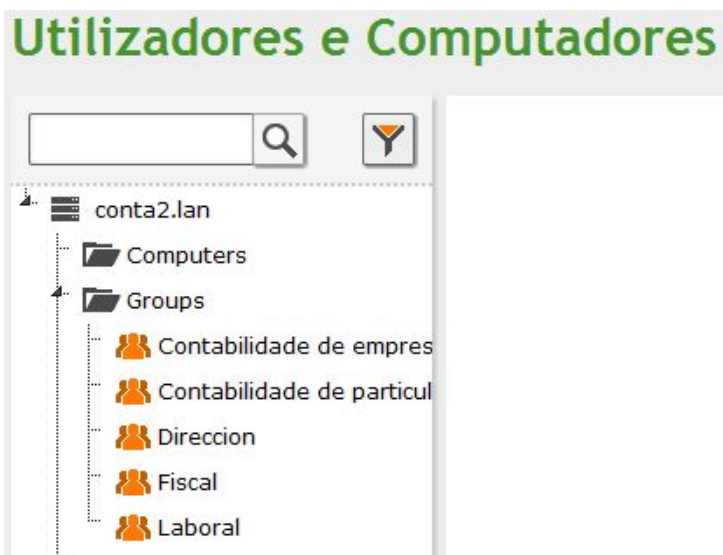 Utilizadores e Computadores
conta2.lan
Computers
Groups
Contabilidade de empres
Contabilidade de particul
Direccion
Fiscal
Laboral